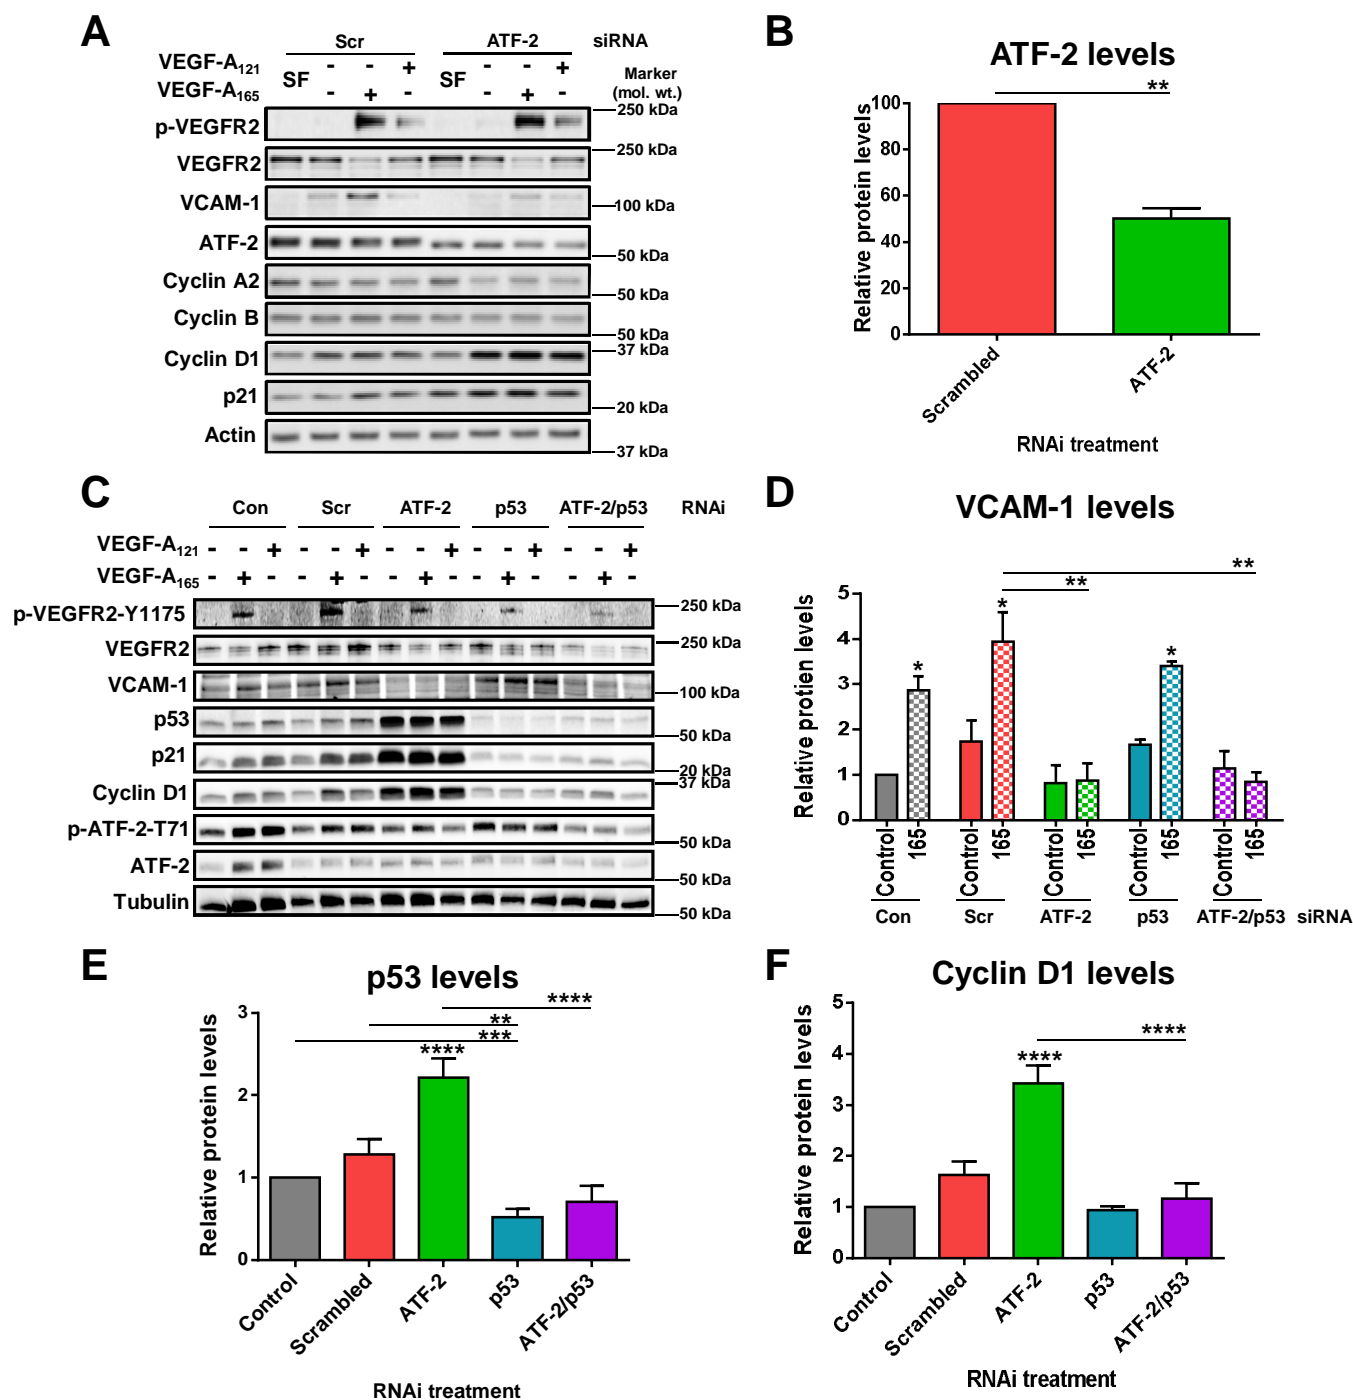 A
Scr ATF-2 siRNA
VEGF-A121 - - + - - +
SF SF
VEGF-A165 - + - - + -
Marker
(mol. wt.)
p-VEGFR2 250 kDa
VEGFR2 250 kDa
VCAM-1 100 kDa
ATF-2 50 kDa
Cyclin A2 50 kDa
Cyclin B 50 kDa
Cyclin D1 37 kDa
p21 20 kDa
Actin 37 kDa
B
ATF-2 levels
**
Relative protein levels
100
80
60
40
20
0
Scrambled ATF-2
RNAi treatment
C
Con Scr ATF-2 p53 ATF-2/p53 RNAi
VEGF-A121 - - + - - + - - + - - + - - +
VEGF-A165 - + - - + - - + - - + - - + -
p-VEGFR2-Y1175 250 kDa
VEGFR2 250 kDa
VCAM-1 100 kDa
p53 50 kDa
p21 20 kDa
Cyclin D1 37 kDa
p-ATF-2-T71 50 kDa
ATF-2 50 kDa
Tubulin 50 kDa
D
VCAM-1 levels
**
**
* * *
Relative protien levels
5
4
3
2
1
0
Control 165 Control 165 Control 165 Control 165 Control 165
Con Scr ATF-2 p53 ATF-2/p53 siRNA
E
p53 levels
****
**
***
****
Relative protein levels
3
2
1
0
Control Scrambled ATF-2 p53 ATF-2/p53
RNAi treatment
F
Cyclin D1 levels
****
****
Relative protein levels
5
4
3
2
1
0
Control Scrambled ATF-2 p53 ATF-2/p53
RNAi treatment